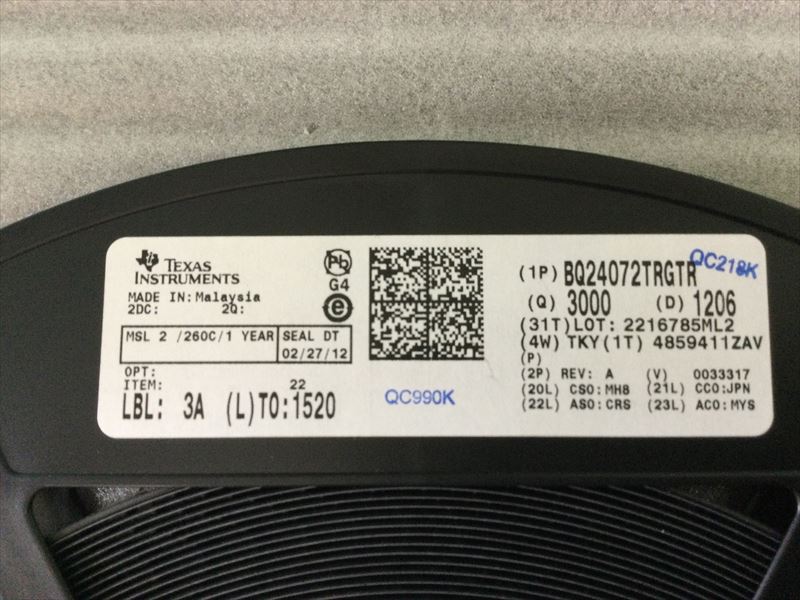 TEXAS
INSTRUMENTS
MADE IN: Malaysia
2DC: 2Q:
Pb
G4
e
MSL 2 /260C/1 YEAR
SEAL DT
02/27/12
OPT:
ITEM: 22
LBL: 3A (L)TO:1520
QC990K
QC218K
(1P) BQ24072TRGTR
(Q) 3000 (D) 1206
(31T)LOT: 2216785ML2
(4W) TKY(1T) 4859411ZAV
(P)
(2P) REV: A (V) 0033317
(20L) CSO:MH8 (21L) CCO:JPN
(22L) ASO:CRS (23L) ACO:MYS